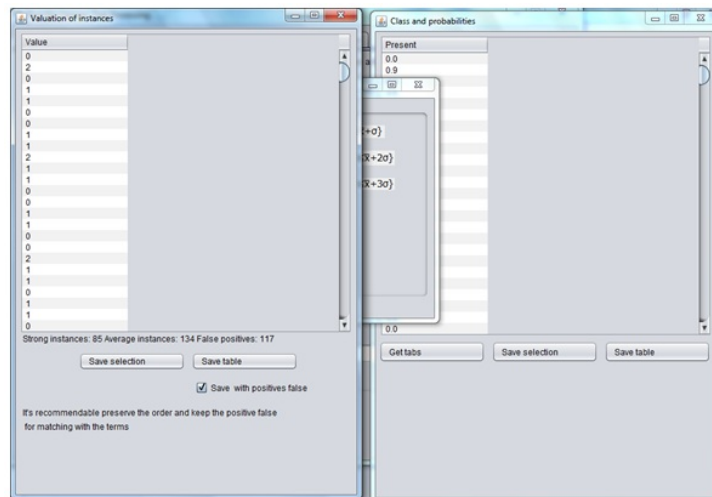 Valuation of instances
Value
0
2
0
1
1
0
0
1
1
2
1
1
0
0
1
1
0
0
2
1
1
0
1
1
0
Strong instances: 85 Average instances: 134 False positives: 117
Save selection
Save table
Save with positives false
It's recommendable preserve the order and keep the positive false
for matching with the terms
+σ}
x̄+2σ}
x̄+3σ}
Class and probabilities
Present
0.0
0.9
0.0
Get tabs
Save selection
Save table